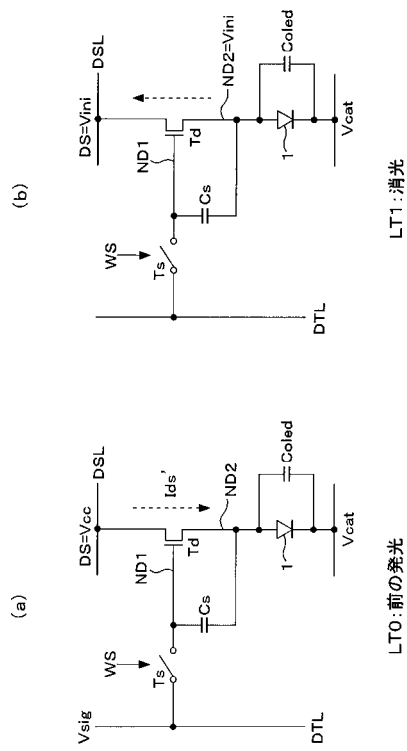 (a)
DS=Vcc
DSL
Vsig
WS
Ts
ND1
Ids'
Td
Cs
ND2
1
Coled
Vcat
DTL
LT0:前の発光
(b)
DS=Vini
DSL
WS
Ts
ND1
Td
Cs
ND2=Vini
1
Coled
Vcat
DTL
LT1:消光